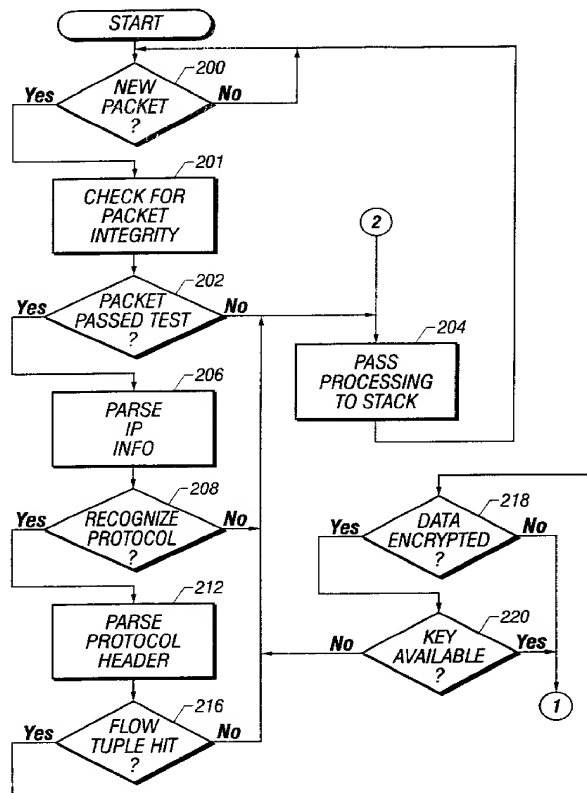 START
200
Yes
NEW
PACKET
?
No
201
CHECK FOR
PACKET
INTEGRITY
2
202
Yes
PACKET
PASSED TEST
?
No
204
PASS
PROCESSING
TO STACK
206
PARSE
IP
INFO
208
Yes
RECOGNIZE
PROTOCOL
?
No
218
Yes
DATA
ENCRYPTED
?
No
212
PARSE
PROTOCOL
HEADER
220
No
KEY
AVAILABLE
?
Yes
1
216
Yes
FLOW
TUPLE HIT
?
No